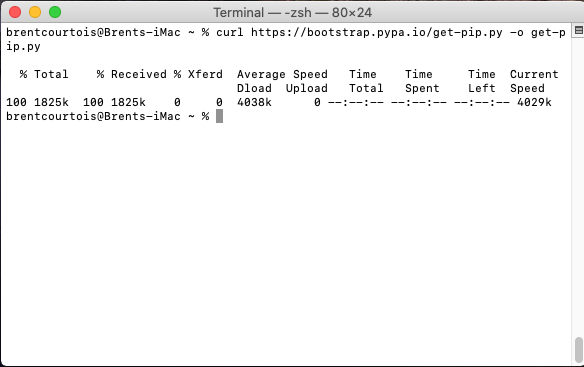 Terminal — -zsh — 80×24
brentcourtois@Brents-iMac ~ % curl https://bootstrap.pypa.io/get-pip.py -o get-p
ip.py
  % Total    % Received % Xferd  Average Speed   Time    Time     Time  Current
                                 Dload  Upload   Total   Spent    Left  Speed
100 1825k  100 1825k    0     0  4038k      0 --:--:-- --:--:-- --:--:-- 4029k
brentcourtois@Brents-iMac ~ %